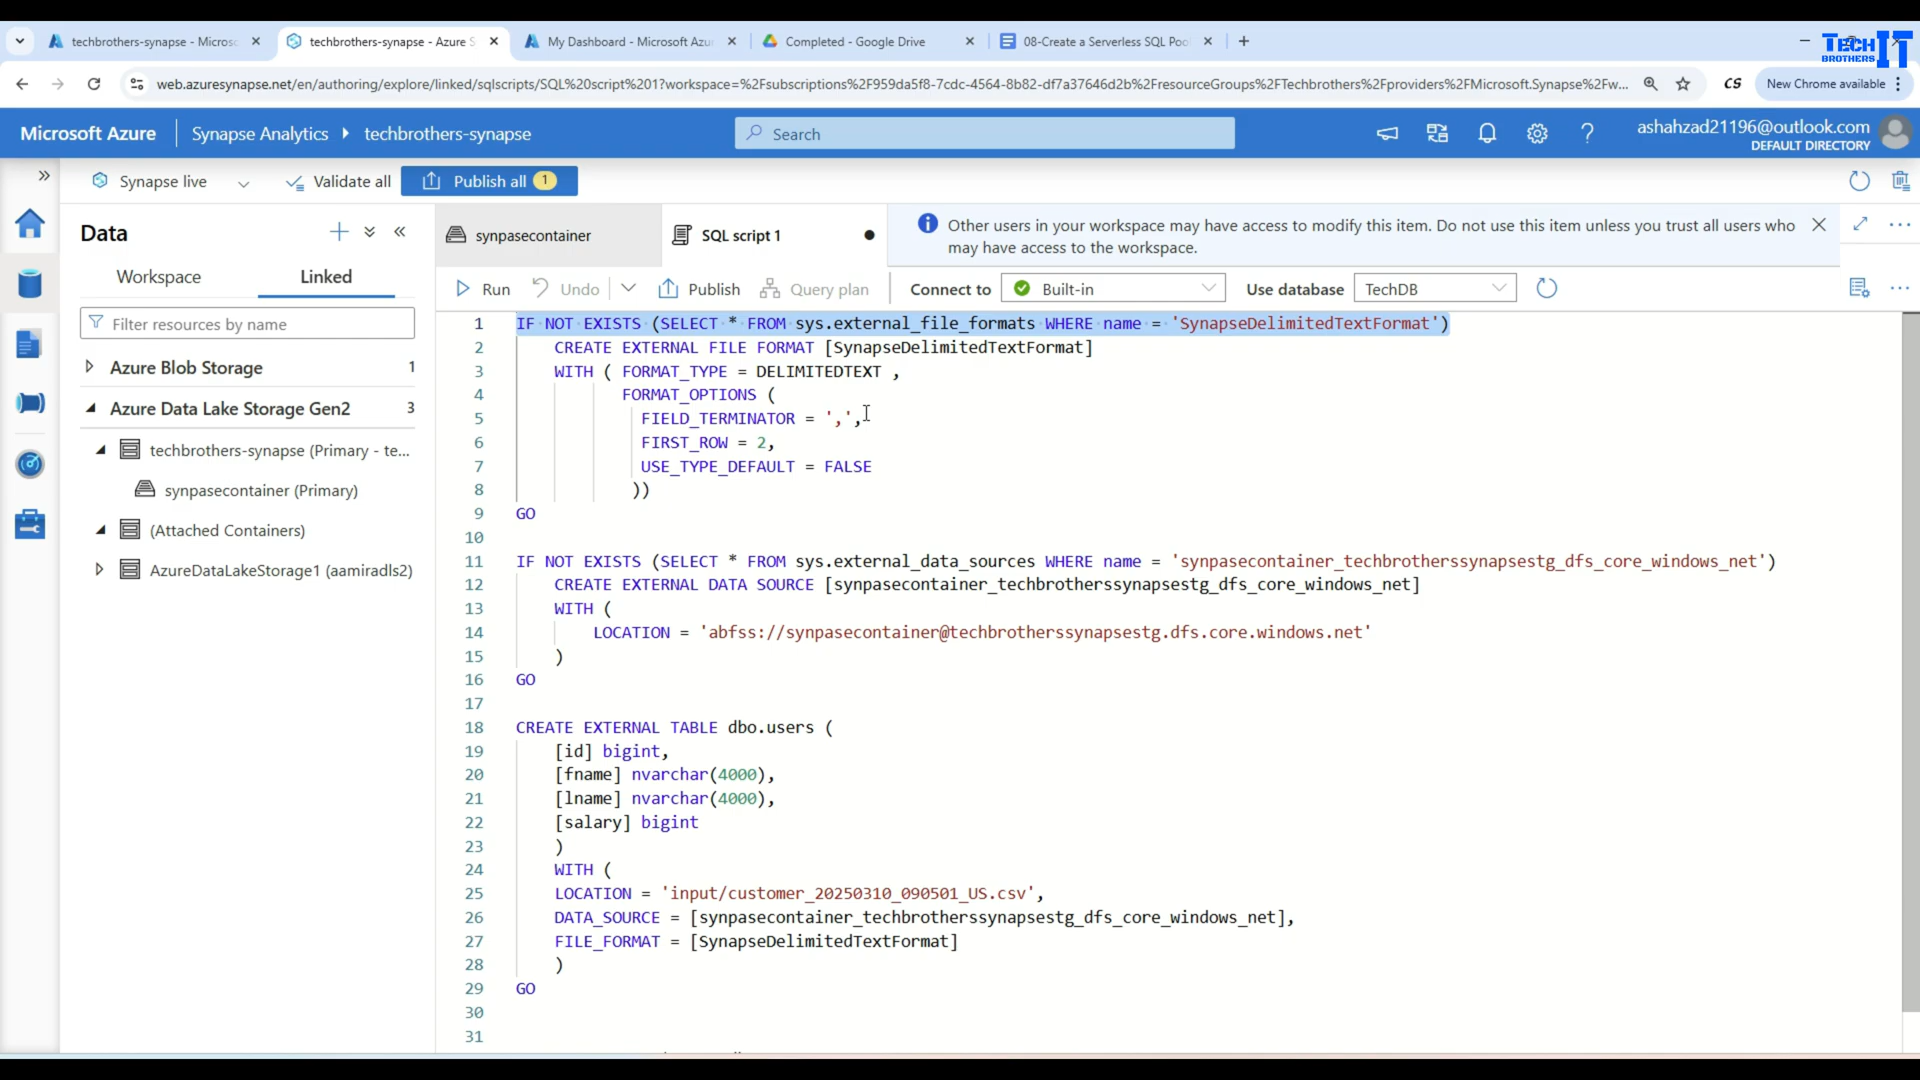 techbrothers-synapse - Microso
techbrothers-synapse - Azure S
My Dashboard - Microsoft Azu
Completed - Google Drive
08-Create a Serverless SQL Poo
TECH IT
BROTHERS
web.azuresynapse.net/en/authoring/explore/linked/sqlscripts/SQL%20script%201?workspace=%2Fsubscriptions%2F959da5f8-7cdc-4564-8b82-df7a37646d2b%2FresourceGroups%2FTechbrothers%2Fproviders%2FMicrosoft.Synapse%2Fw...
CS
New Chrome available
Microsoft Azure
Synapse Analytics
techbrothers-synapse
Search
ashahzad21196@outlook.com
DEFAULT DIRECTORY
Synapse live
Validate all
Publish all 1
Data
Workspace
Linked
Filter resources by name
Azure Blob Storage 1
Azure Data Lake Storage Gen2 3
techbrothers-synapse (Primary - te...
synpasecontainer (Primary)
(Attached Containers)
AzureDataLakeStorage1 (aamiradls2)
synpasecontainer
SQL script 1
Other users in your workspace may have access to modify this item. Do not use this item unless you trust all users who
may have access to the workspace.
Run
Undo
Publish
Query plan
Connect to
Built-in
Use database
TechDB
1 IF NOT EXISTS (SELECT * FROM sys.external_file_formats WHERE name = 'SynapseDelimitedTextFormat')
2 CREATE EXTERNAL FILE FORMAT [SynapseDelimitedTextFormat]
3 WITH ( FORMAT_TYPE = DELIMITEDTEXT ,
4 FORMAT_OPTIONS (
5 FIELD_TERMINATOR = ',',
6 FIRST_ROW = 2,
7 USE_TYPE_DEFAULT = FALSE
8 ))
9 GO
10
11 IF NOT EXISTS (SELECT * FROM sys.external_data_sources WHERE name = 'synpasecontainer_techbrotherssynapsestg_dfs_core_windows_net')
12 CREATE EXTERNAL DATA SOURCE [synpasecontainer_techbrotherssynapsestg_dfs_core_windows_net]
13 WITH (
14 LOCATION = 'abfss://synpasecontainer@techbrotherssynapsestg.dfs.core.windows.net'
15 )
16 GO
17
18 CREATE EXTERNAL TABLE dbo.users (
19 [id] bigint,
20 [fname] nvarchar(4000),
21 [lname] nvarchar(4000),
22 [salary] bigint
23 )
24 WITH (
25 LOCATION = 'input/customer_20250310_090501_US.csv',
26 DATA_SOURCE = [synpasecontainer_techbrotherssynapsestg_dfs_core_windows_net],
27 FILE_FORMAT = [SynapseDelimitedTextFormat]
28 )
29 GO
30
31